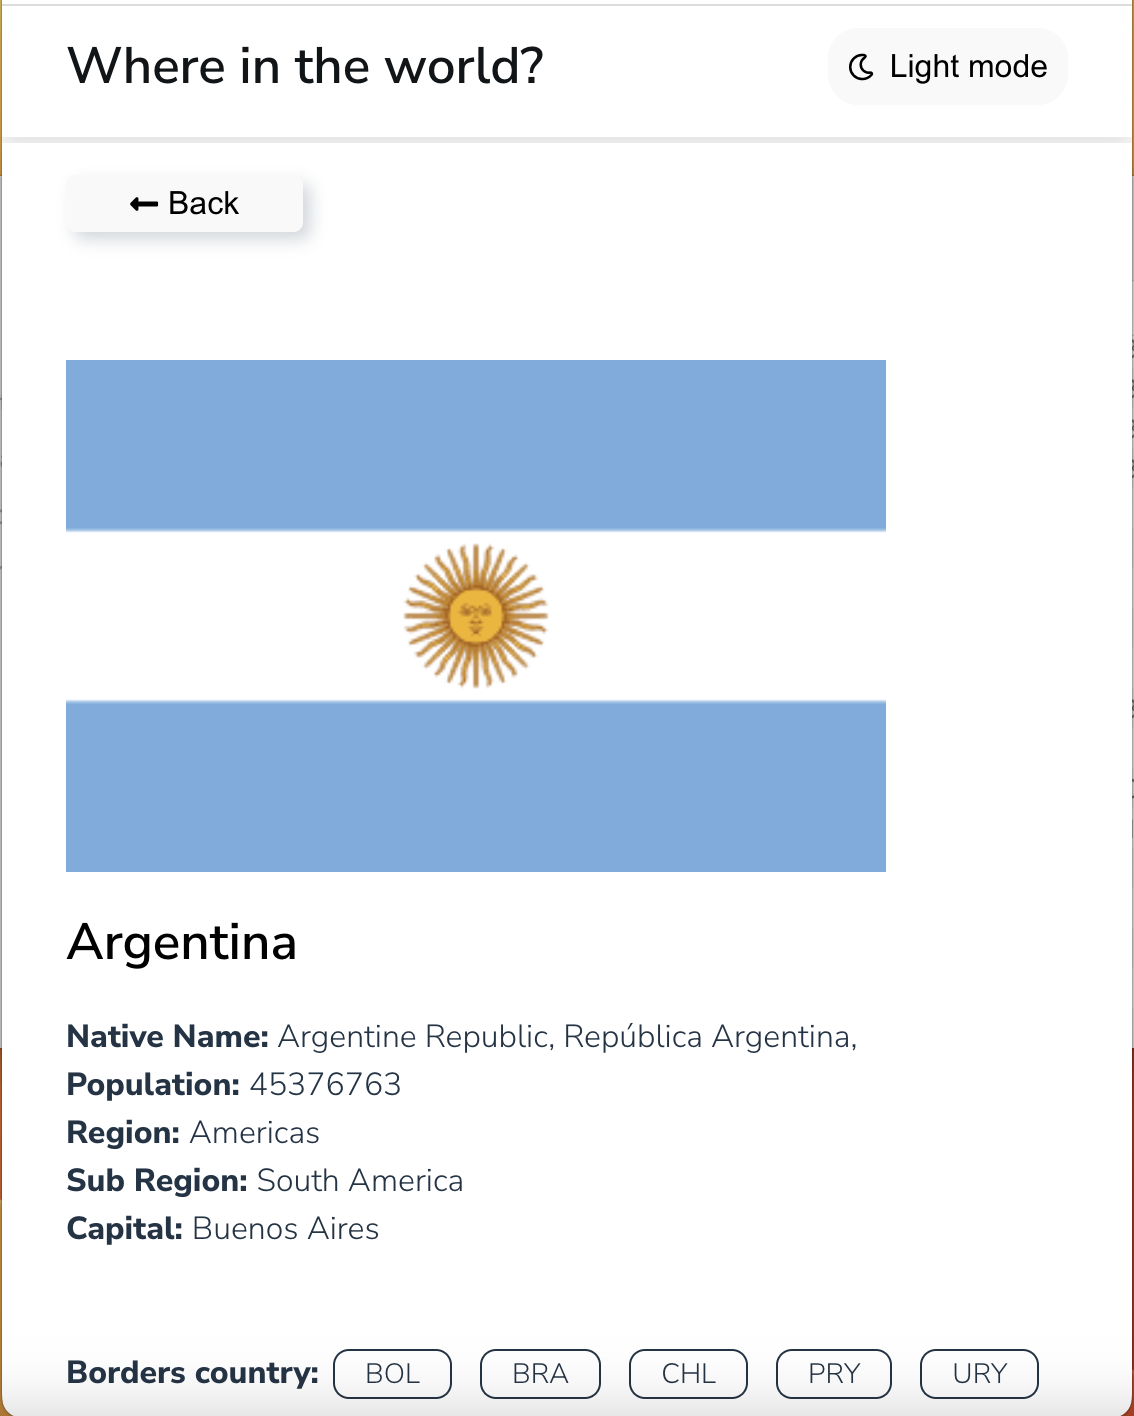 Where in the world?
Light mode
Back
Argentina
Native Name: Argentine Republic, República Argentina,
Population: 45376763
Region: Americas
Sub Region: South America
Capital: Buenos Aires
Borders country: BOL BRA CHL PRY URY